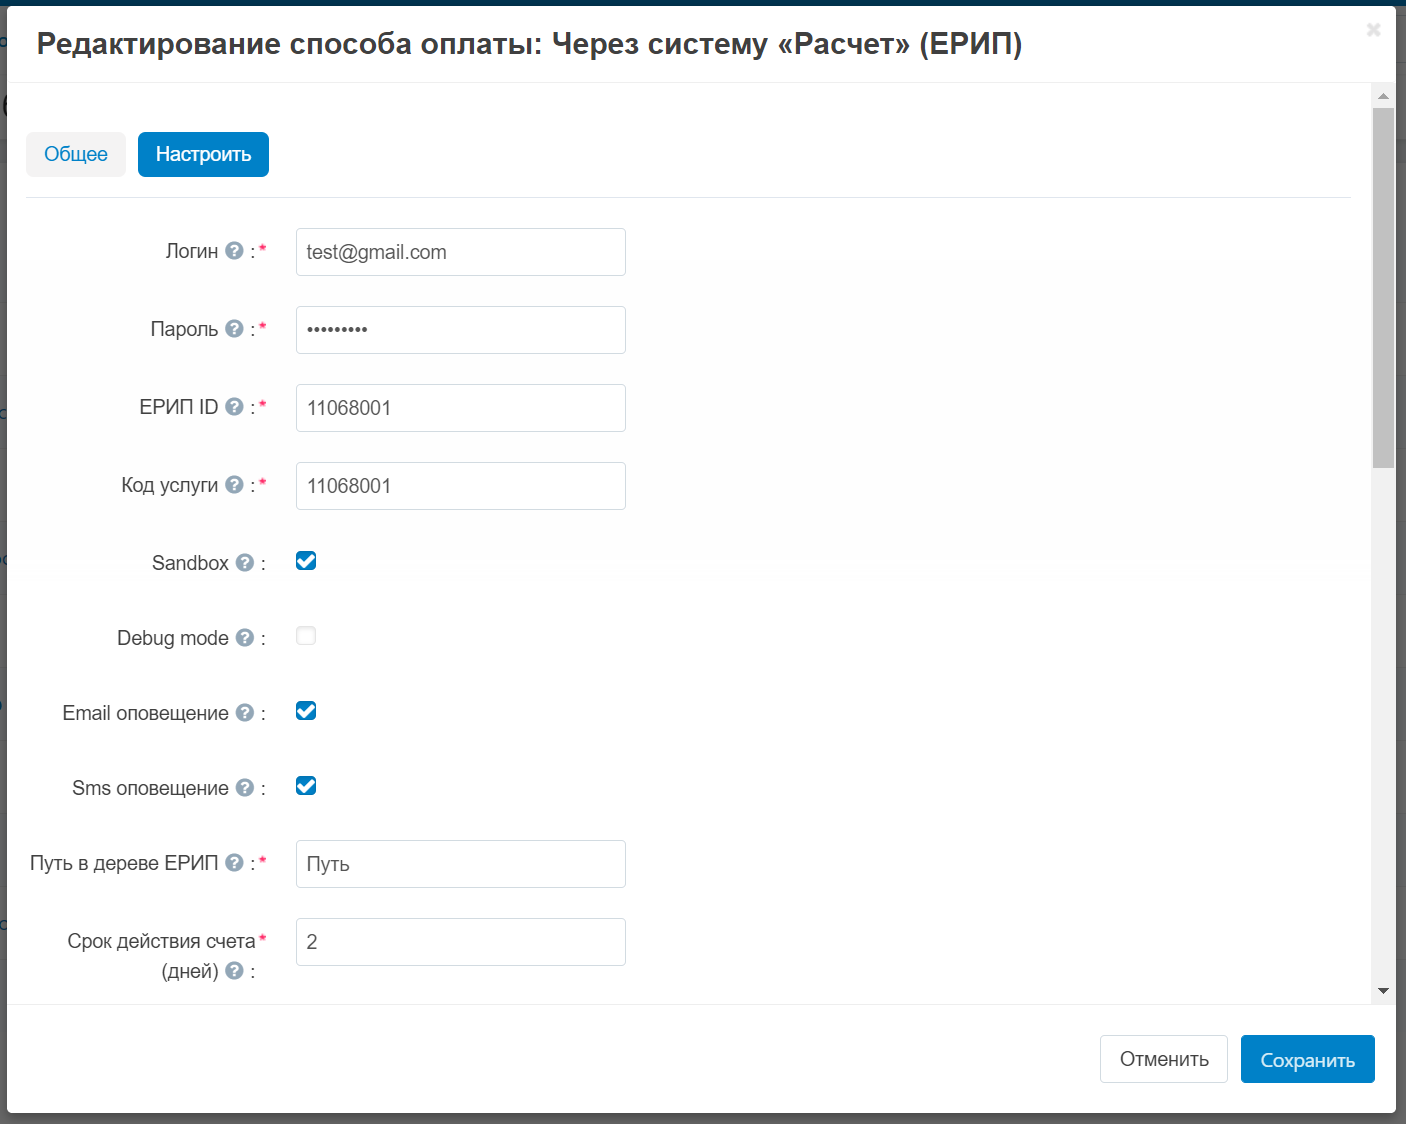 Редактирование способа оплаты: Через систему «Расчет» (ЕРИП)
Общее
Настроить
Логин ? : *
test@gmail.com
Пароль ? : *
•••••••••
ЕРИП ID ? : *
11068001
Код услуги ? : *
11068001
Sandbox ? :
Debug mode ? :
Email оповещение ? :
Sms оповещение ? :
Путь в дереве ЕРИП ? : *
Путь
Срок действия счета *
(дней) ? :
2
Отменить
Сохранить